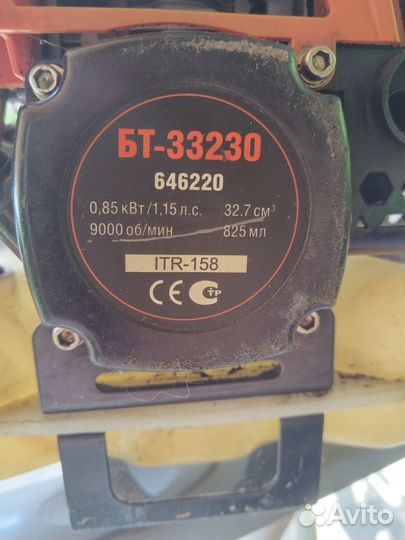 БТ-33230
646220
0,85 кВт/1,15 л.с. 32.7 см³
9000 об/мин 825 мл
ITR-158
CE ТР
Avito